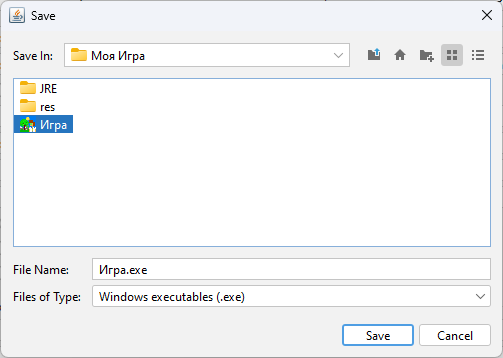 Save
Save In: Моя Игра
JRE
res
Игра
File Name: Игра.exe
Files of Type: Windows executables (.exe)
Save Cancel